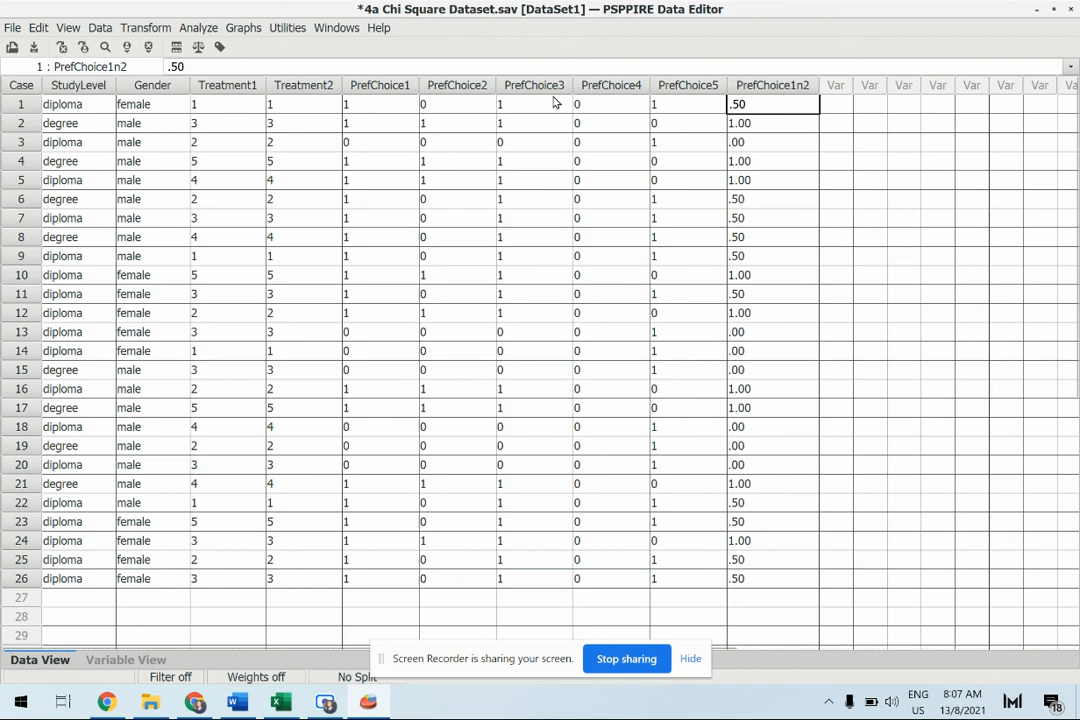 *4a Chi Square Dataset.sav [DataSet1] — PSPPIRE Data Editor
File Edit View Data Transform Analyze Graphs Utilities Windows Help
1 : PrefChoice1n2 .50
Case StudyLevel Gender Treatment1 Treatment2 PrefChoice1 PrefChoice2 PrefChoice3 PrefChoice4 PrefChoice5 PrefChoice1n2 Var Var Var Var Var Var Var Va
1 diploma female 1 1 1 0 1 0 1 .50
2 degree male 3 3 1 1 1 0 0 1.00
3 diploma male 2 2 0 0 0 0 1 .00
4 degree male 5 5 1 1 1 0 0 1.00
5 diploma male 4 4 1 1 1 0 0 1.00
6 degree male 2 2 1 0 1 0 1 .50
7 diploma male 3 3 1 0 1 0 1 .50
8 degree male 4 4 1 0 1 0 1 .50
9 diploma male 1 1 1 0 1 0 1 .50
10 diploma female 5 5 1 1 1 0 0 1.00
11 diploma female 3 3 1 0 1 0 1 .50
12 diploma male 2 2 1 1 1 0 0 1.00
13 diploma male 3 3 0 0 0 0 1 .00
14 diploma female 1 1 0 0 0 0 1 .00
15 degree male 3 3 0 0 0 0 1 .00
16 diploma male 2 2 1 1 1 0 0 1.00
17 degree male 5 5 1 1 1 0 0 1.00
18 diploma male 4 4 0 0 0 0 1 .00
19 degree male 2 2 0 0 0 0 1 .00
20 diploma male 3 3 0 0 0 0 1 .00
21 degree male 4 4 1 1 1 0 0 1.00
22 diploma male 1 1 1 0 1 0 1 .50
23 diploma female 5 5 1 0 1 0 1 .50
24 diploma female 3 3 1 1 1 0 0 1.00
25 diploma female 2 2 1 0 1 0 1 .50
26 diploma female 3 3 1 0 1 0 1 .50
27
28
29
Data View Variable View
Screen Recorder is sharing your screen. Stop sharing Hide
Filter off Weights off No Split
ENG 8:07 AM
US 13/8/2021 18